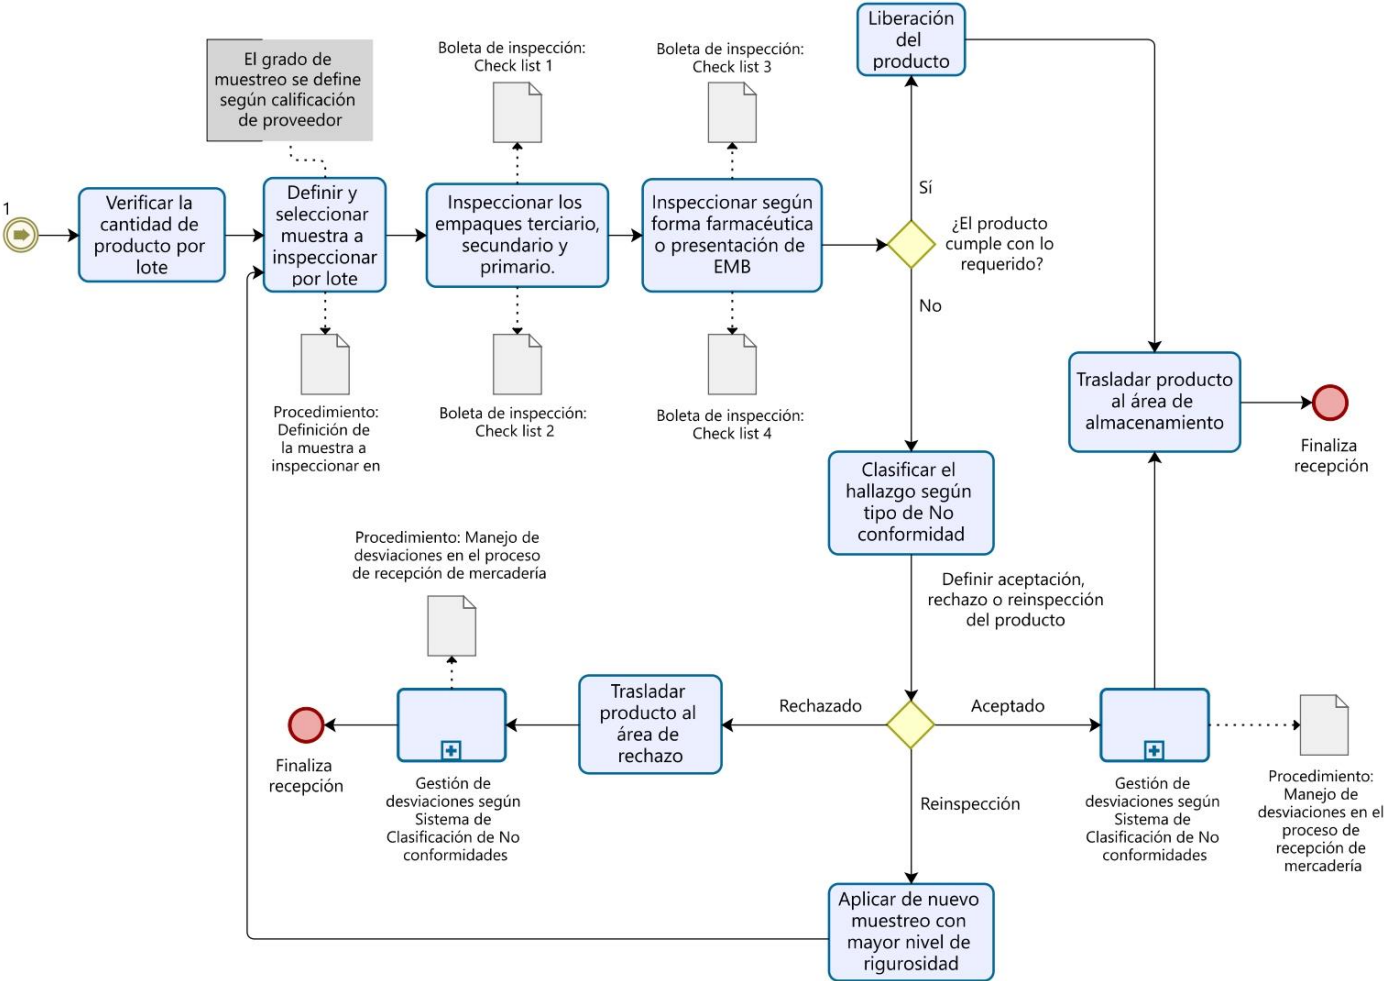 Liberación
del
producto
Boleta de inspección:
Check list 1
Boleta de inspección:
Check list 3
El grado de
muestreo se define
según calificación
de proveedor
1
Verificar la
cantidad de
producto por
lote
Definir y
seleccionar
muestra a
inspeccionar
por lote
Inspeccionar los
empaques terciario,
secundario y
primario.
Inspeccionar según
forma farmacéutica
o presentación de
EMB
Sí
¿El producto
cumple con lo
requerido?
No
Procedimiento:
Definición de
la muestra a
inspeccionar en
Boleta de inspección:
Check list 2
Boleta de inspección:
Check list 4
Trasladar producto
al área de
almacenamiento
Finaliza
recepción
Clasificar el
hallazgo según
tipo de No
conformidad
Procedimiento: Manejo de
desviaciones en el proceso
de recepción de mercadería
Definir aceptación,
rechazo o reinspección
del producto
Finaliza
recepción
Gestión de
desviaciones según
Sistema de
Clasificación de No
conformidades
Trasladar
producto al
área de
rechazo
Rechazado
Aceptado
Reinspección
Gestión de
desviaciones según
Sistema de
Clasificación de No
conformidades
Procedimiento:
Manejo de
desviaciones en el
proceso de
recepción de
mercadería
Aplicar de nuevo
muestreo con
mayor nivel de
rigurosidad